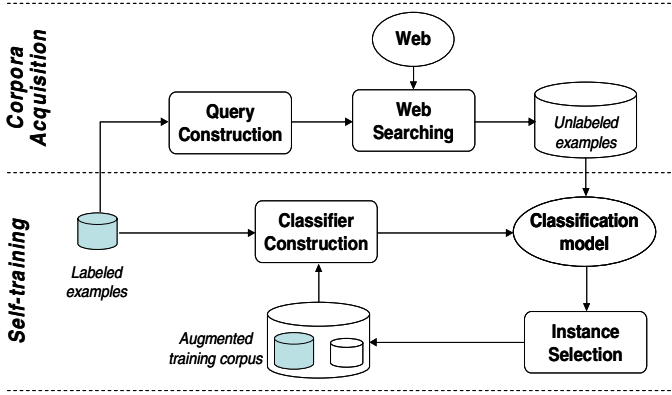 Corpora
Acquisition
Web
Query
Construction
Web
Searching
Unlabeled
examples
Self-training
Labeled
examples
Classifier
Construction
Classification
model
Augmented
training corpus
Instance
Selection